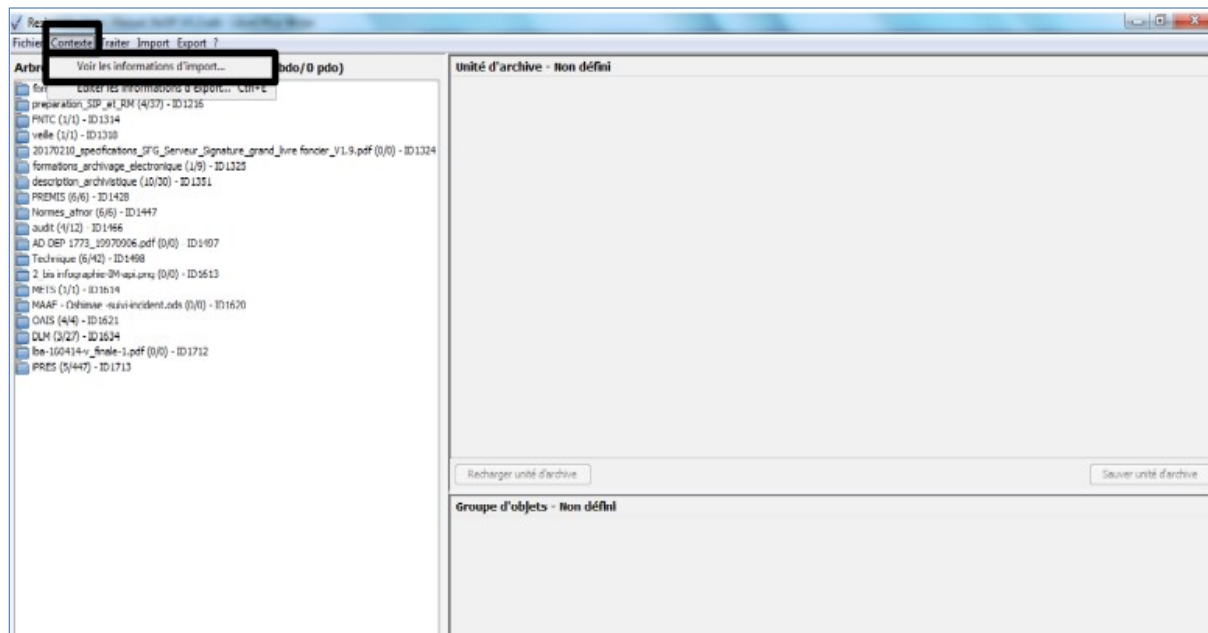 Fichier Contexte Traiter Import Export ?
Voir les informations d'import...
bdo/0 pdo)
Unité d'archive - Non défini
Editer les informations d'export... Ctrl+E
preparation_SIP_et_RM (4/37) - ID1216
FNTC (1/1) - ID1314
veille (1/1) - ID1318
20170210_specifications_SFG_Serveur_Signature_grand_livre foncier_V1.9.pdf (0/0) - ID1324
formations_archivage_electronique (1/9) - ID1325
description_archivistique (10/30) - ID1351
PREMIS (6/6) - ID1428
Normes_afnor (6/6) - ID1447
audit (4/12) - ID1466
AD DEP 1773_19970906.pdf (0/0) - ID1497
Technique (6/42) - ID1498
2 bis infographie-IM-api.png (0/0) - ID1613
METS (1/1) - ID1614
MAAF - Oshimae -suivi-incident.ods (0/0) - ID1620
OAIS (4/4) - ID1621
DLM (3/27) - ID1634
lba-160414-v_finale-1.pdf (0/0) - ID1712
iPRES (5/447) - ID1713
Recharger unité d'archive
Sauver unité d'archive
Groupe d'objets - Non défini